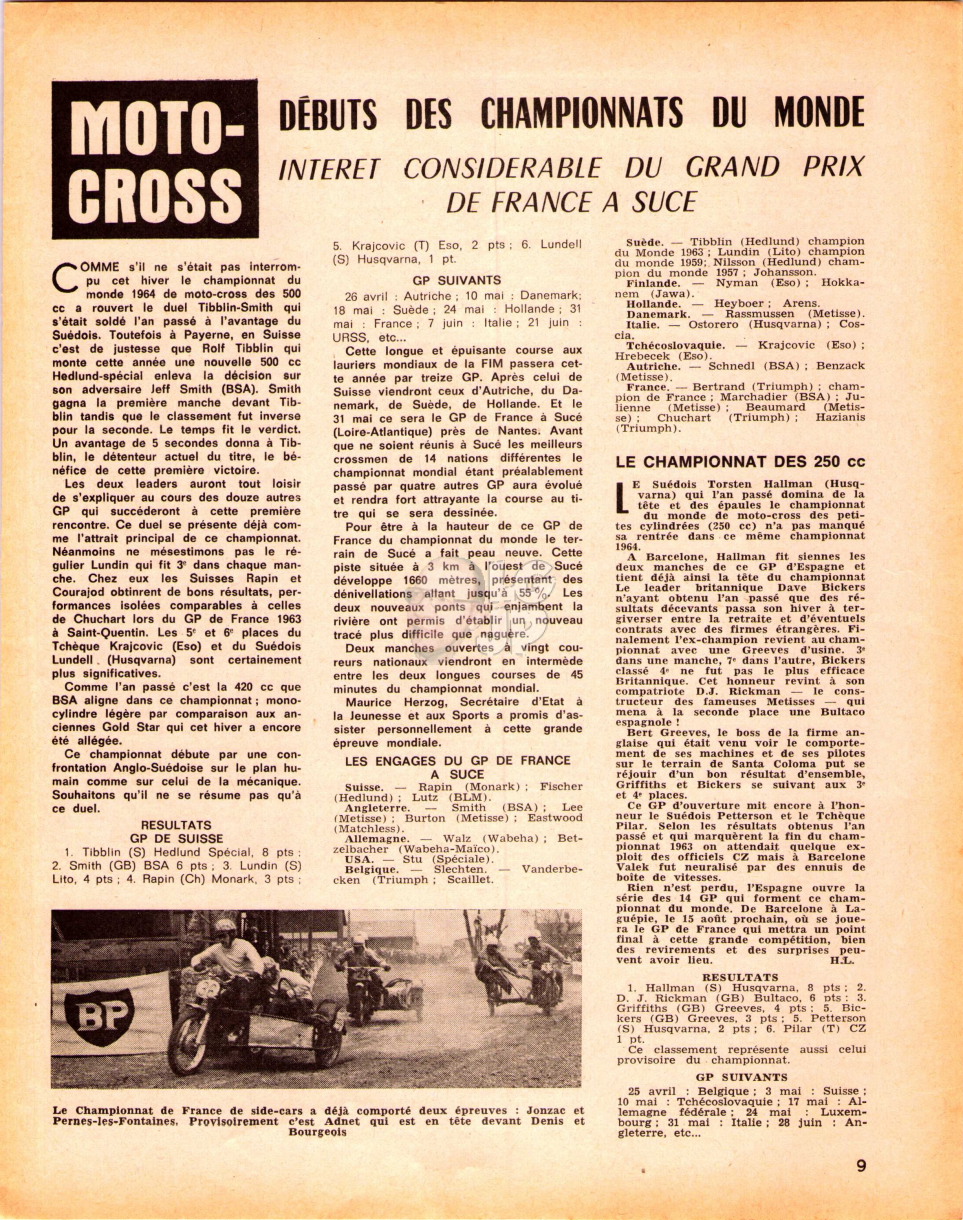 MOTO-
CROSS
DÉBUTS DES CHAMPIONNATS DU MONDE
INTERET CONSIDERABLE DU GRAND PRIX
DE FRANCE A SUCE
COMME s'il ne s'était pas interrom-
pu cet hiver le championnat du
monde 1964 de moto-cross des 500
cc a rouvert le duel Tibblin-Smith qui
s'était soldé l'an passé à l'avantage du
Suédois. Toutefois à Payerne, en Suisse
c'est de justesse que Rolf Tibblin qui
monte cette année une nouvelle 500 cc
Hedlund-spécial enleva la décision sur
son adversaire Jeff Smith (BSA). Smith
gagna la première manche devant Tib-
blin tandis que le classement fut inverse
pour la seconde. Le temps fit le verdict.
Un avantage de 5 secondes donna à Tib-
blin, le détenteur actuel du titre, le bé-
néfice de cette première victoire.
Les deux leaders auront tout loisir
de s'expliquer au cours des douze autres
GP qui succéderont à cette première
rencontre. Ce duel se présente déjà com-
me l'attrait principal de ce championnat.
Néanmoins ne mésestimons pas le ré-
gulier Lundin qui fit 3e dans chaque man-
che. Chez eux les Suisses Rapin et
Courajod obtinrent de bons résultats, per-
formances isolées comparables à celles
de Chuchart lors du GP de France 1963
à Saint-Quentin. Les 5e et 6e places du
Tchèque Krajcovic (Eso) et du Suédois
Lundell . (Husqvarna) sont certainement
plus significatives.
Comme l'an passé c'est la 420 cc que
BSA aligne dans ce championnat ; mono-
cylindre légère par comparaison aux an-
ciennes Gold Star qui cet hiver a encore
été allégée.
Ce championnat débute par une con-
frontation Anglo-Suédoise sur le plan hu-
main comme sur celui de la mécanique.
Souhaitons qu'il ne se résume pas qu'à
ce duel.
RESULTATS
GP DE SUISSE
1. Tibblin (S) Hedlund Spécial, 8 pts ;
2. Smith (GB) BSA 6 pts ; 3. Lundin (S)
Lito, 4 pts ; 4. Rapin (Ch) Monark, 3 pts ;
5. Krajcovic (T) Eso, 2 pts ; 6. Lundell
(S) Husqvarna, 1 pt.
GP SUIVANTS
26 avril : Autriche ; 10 mai : Danemark;
18 mai : Suède ; 24 mai : Hollande ; 31
mai : France ; 7 juin : Italie ; 21 juin :
URSS, etc...
Cette longue et épuisante course aux
lauriers mondiaux de la FIM passera cet-
te année par treize GP. Après celui de
Suisse viendront ceux d'Autriche, du Da-
nemark, de Suède, de Hollande. Et le
31 mai ce sera le GP de France à Sucé
(Loire-Atlantique) près de Nantes. Avant
que ne soient réunis à Sucé les meilleurs
crossmen de 14 nations différentes le
championnat mondial étant préalablement
passé par quatre autres GP aura évolué
et rendra fort attrayante la course au ti-
tre qui se sera dessinée.
Pour être à la hauteur de ce GP de
France du championnat du monde le ter-
rain de Sucé a fait peau neuve. Cette
piste située à 3 km à l'ouest de Sucé
développe 1660 mètres, présentant des
dénivellations allant jusqu'à 55 %. Les
deux nouveaux ponts qui enjambent la
rivière ont permis d'établir un nouveau
tracé plus difficile que naguère.
Deux manches ouvertes à vingt cou-
reurs nationaux viendront en intermède
entre les deux longues courses de 45
minutes du championnat mondial.
Maurice Herzog, Secrétaire d'Etat à
la Jeunesse et aux Sports a promis d'as-
sister personnellement à cette grande
épreuve mondiale.
LES ENGAGES DU GP DE FRANCE
A SUCE
Suisse. — Rapin (Monark) ; Fischer
(Hedlund) ; Lutz (BLM).
Angleterre. — Smith (BSA) ; Lee
(Metisse) ; Burton (Metisse) ; Eastwood
(Matchless).
Allemagne. — Walz (Wabeha) ; Bet-
zelbacher (Wabeha-Maïco).
USA. — Stu (Spéciale).
Belgique. — Slechten. — Vanderbe-
cken (Triumph ; Scaillet.
Suède. — Tibblin (Hedlund) champion
du Monde 1963 ; Lundin (Lito) champion
du monde 1959; Nilsson (Hedlund) cham-
pion du monde 1957 ; Johansson.
Finlande. — Nyman (Eso) ; Hokka-
nem (Jawa).
Hollande. — Heyboer ; Arens.
Danemark. — Rassmussen (Metisse).
Italie. — Ostorero (Husqvarna) ; Cos-
cia.
Tchécoslovaquie. — Krajcovic (Eso) ;
Hrebecek (Eso).
Autriche. — Schnedl (BSA) ; Benzack
(Metisse).
France. — Bertrand (Triumph) ; cham-
pion de France ; Marchadier (BSA) ; Ju-
lienne (Metisse) ; Beaumard (Metis-
se) ; Chuchart (Triumph) ; Hazianis
(Triumph).
LE CHAMPIONNAT DES 250 cc
LE Suédois Torsten Hallman (Husq-
varna) qui l'an passé domina de la
tête et des épaules le championnat
du monde de moto-cross des peti-
tes cylindrées (250 cc) n'a pas manqué
sa rentrée dans ce même championnat
1964.
A Barcelone, Hallman fit siennes les
deux manches de ce GP d'Espagne et
tient déjà ainsi la tête du championnat
Le leader britannique Dave Bickers
n'ayant obtenu l'an passé que des ré-
sultats décevants passa son hiver à ter-
giverser entre la retraite et d'éventuels
contrats avec des firmes étrangères. Fi-
nalement l'ex-champion revient au cham-
pionnat avec une Greeves d'usine. 3e
dans une manche, 7e dans l'autre, Bickers
classé 4e ne fut pas le plus efficace
Britannique. Cet honneur revint à son
compatriote D.J. Rickman — le cons-
tructeur des fameuses Metisses — qui
mena à la seconde place une Bultaco
espagnole !
Bert Greeves, le boss de la firme an-
glaise qui était venu voir le comporte-
ment de ses machines et de ses pilotes
sur le terrain de Santa Coloma put se
réjouir d'un bon résultat d'ensemble,
Griffiths et Bickers se suivant aux 3e
et 4e places.
Ce GP d'ouverture mit encore à l'hon-
neur le Suédois Petterson et le Tchèque
Pilar. Selon les résultats obtenus l'an
passé et qui marquèrent la fin du cham-
pionnat 1963 on attendait quelque ex-
ploit des officiels CZ mais à Barcelone
Valek fut neuralisé par des ennuis de
boîte de vitesses.
Rien n'est perdu, l'Espagne ouvre la
série des 14 GP qui forment ce cham-
pionnat du monde. De Barcelone à La-
guépie, le 15 août prochain, où se joue-
ra le GP de France qui mettra un point
final à cette grande compétition, bien
des revirements et des surprises peu-
vent avoir lieu. H.L.
RESULTATS
1. Hallman (S) Husqvarna, 8 pts ; 2.
D. J. Rickman (GB) Bultaco, 6 pts : 3.
Griffiths (GB) Greeves, 4 pts ; 5. Bic-
kers (GB) Greeves, 3 pts ; 5. Petterson
(S) Husqvarna, 2 pts ; 6. Pilar (T) CZ
1 pt.
Ce classement représente aussi celui
provisoire du championnat.
GP SUIVANTS
25 avril : Belgique ; 3 mai : Suisse ;
10 mai : Tchécoslovaquie ; 17 mai : Al-
lemagne fédérale ; 24 mai : Luxem-
bourg ; 31 mai : Italie ; 28 juin : An-
gleterre, etc...
BP
Le Championnat de France de side-cars a déjà comporté deux épreuves : Jonzac et
Pernes-les-Fontaines. Provisoirement c'est Adnet qui est en tête devant Denis et
Bourgeois
9